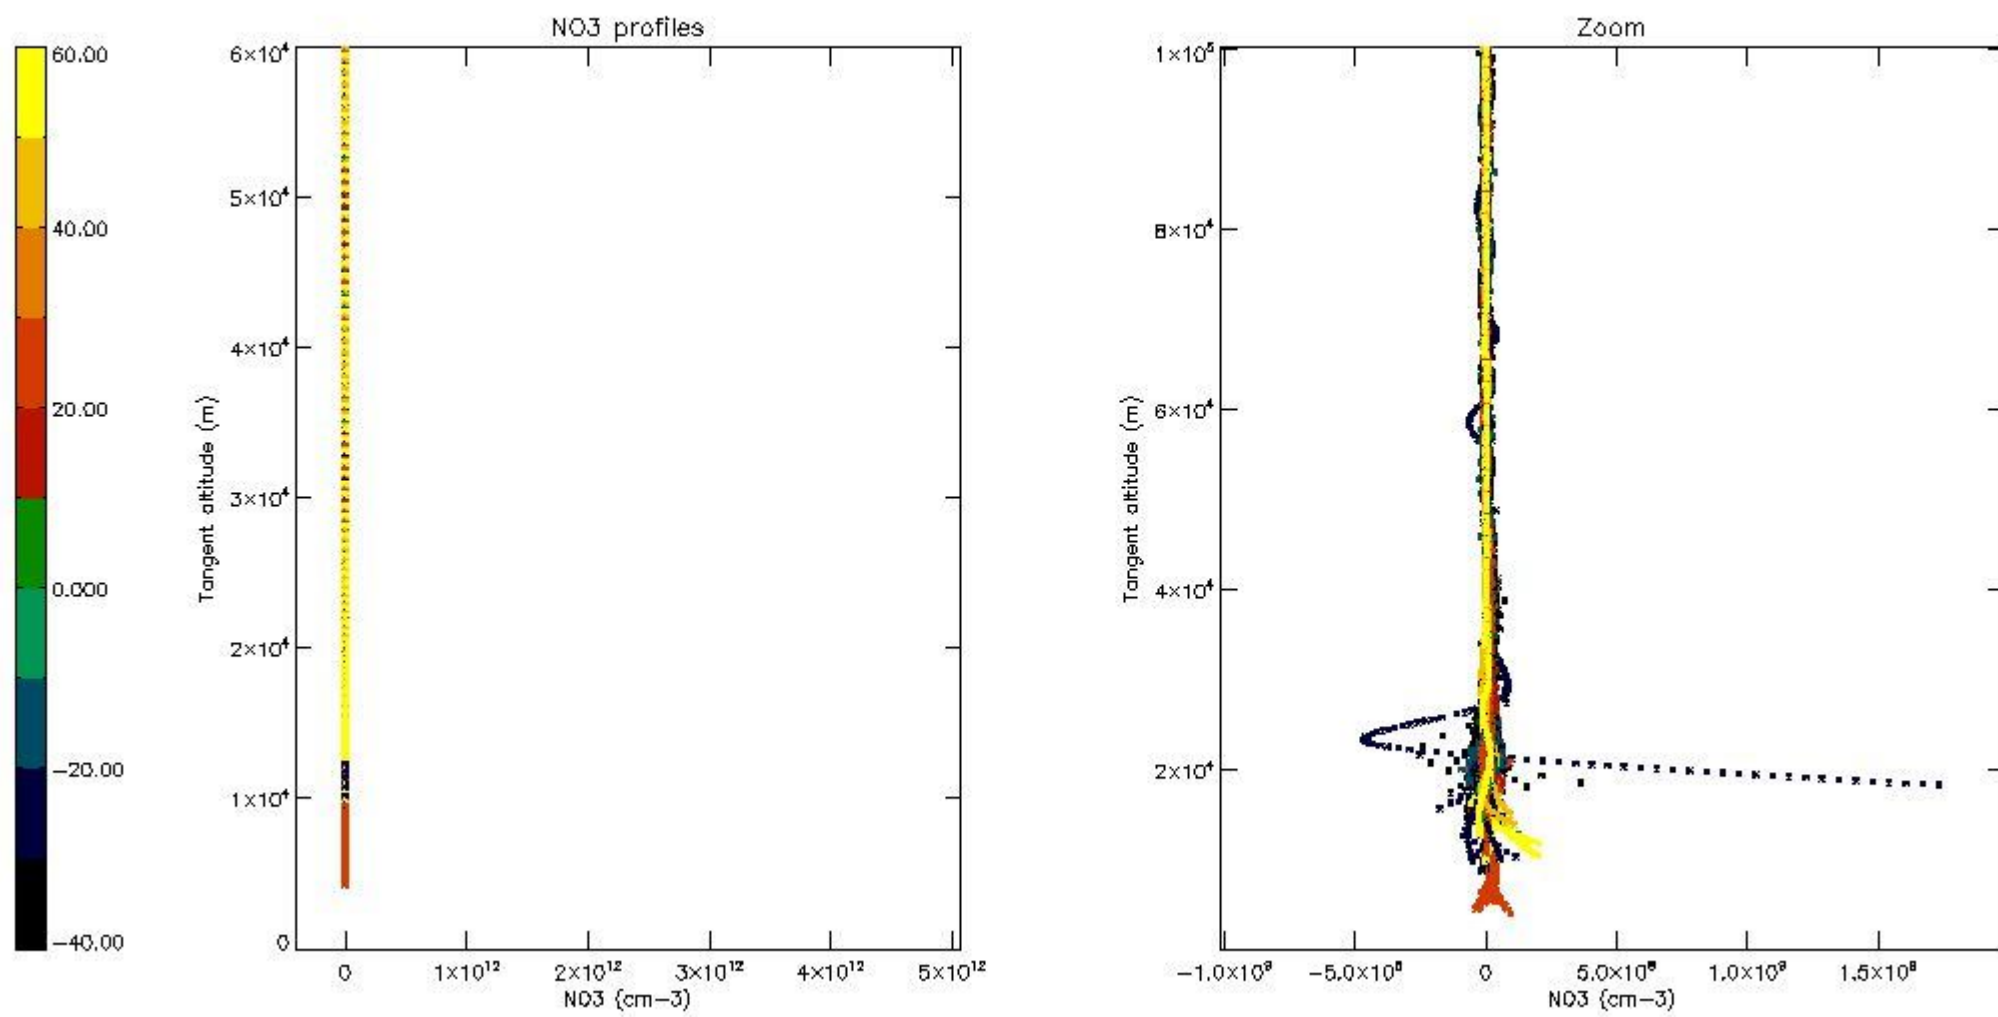 NO3 profiles
60.00
40.00
20.00
0.000
-20.00
-40.00
6×10⁴
5×10⁴
4×10⁴
3×10⁴
2×10⁴
1×10⁴
0
Tangent altitude (m)
0 1×10¹² 2×10¹² 3×10¹² 4×10¹² 5×10¹²
NO3 (cm-3)
Zoom
1×10⁵
8×10⁴
6×10⁴
4×10⁴
2×10⁴
Tangent altitude (m)
-1.0×10⁹ -5.0×10⁸ 0 5.0×10⁸ 1.0×10⁹ 1.5×10⁹
NO3 (cm-3)